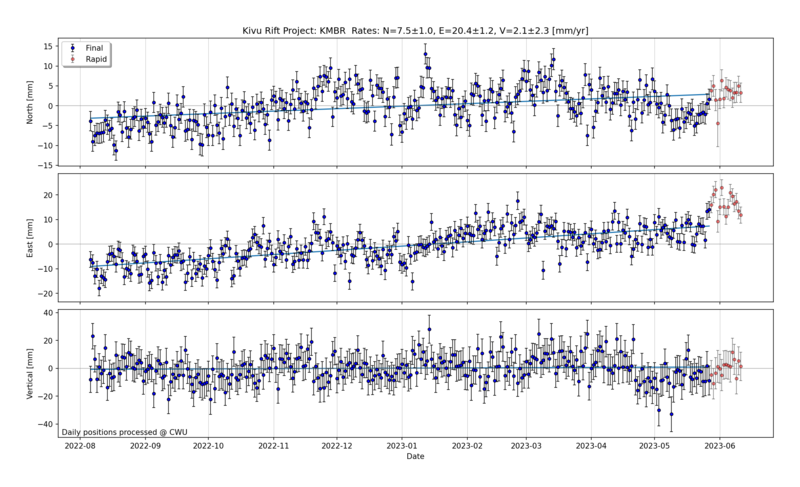 Kivu Rift Project: KMBR Rates: N=7.5±1.0, E=20.4±1.2, V=2.1±2.3 [mm/yr]
Final
Rapid
North [mm]
15
10
5
0
−5
−10
−15
East [mm]
20
10
0
−10
−20
Vertical [mm]
40
20
0
−20
−40
Daily positions processed @ CWU
2022-08 2022-09 2022-10 2022-11 2022-12 2023-01 2023-02 2023-03 2023-04 2023-05 2023-06
Date